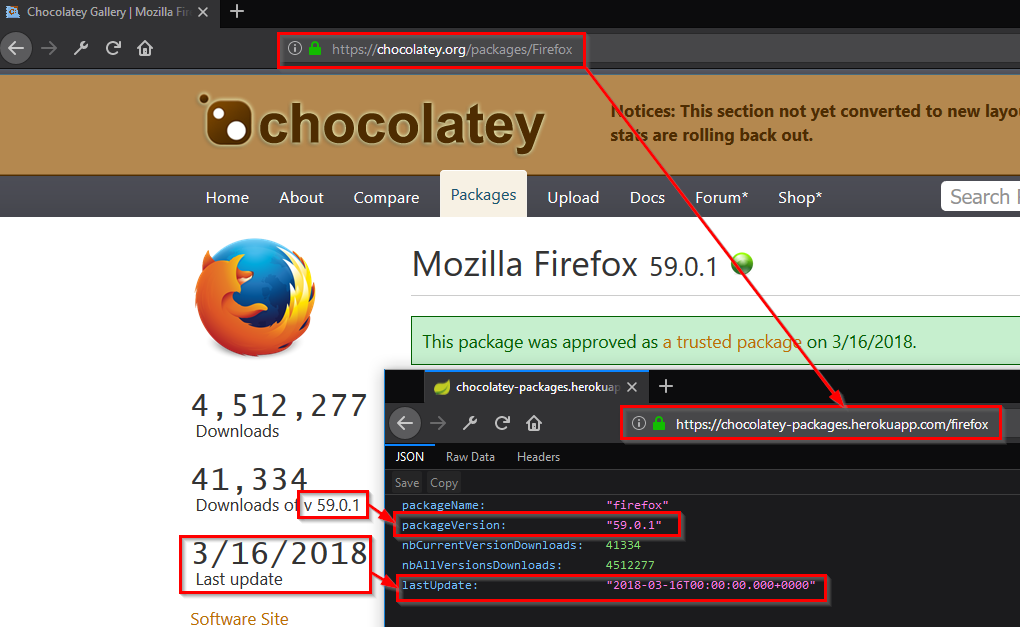 Chocolatey Gallery | Mozilla Fir
https://chocolatey.org/packages/Firefox
chocolatey
Notices: This section not yet converted to new layo
stats are rolling back out.
Home About Compare Packages Upload Docs Forum* Shop* Search
Mozilla Firefox 59.0.1
This package was approved as a trusted package on 3/16/2018.
4,512,277
Downloads
41,334
Downloads of v 59.0.1
3/16/2018
Last update
Software Site
chocolatey-packages.herokuap
https://chocolatey-packages.herokuapp.com/firefox
JSON Raw Data Headers
Save Copy
packageName: "firefox"
packageVersion: "59.0.1"
nbCurrentVersionDownloads: 41334
nbAllVersionsDownloads: 4512277
lastUpdate: "2018-03-16T00:00:00.000+0000"